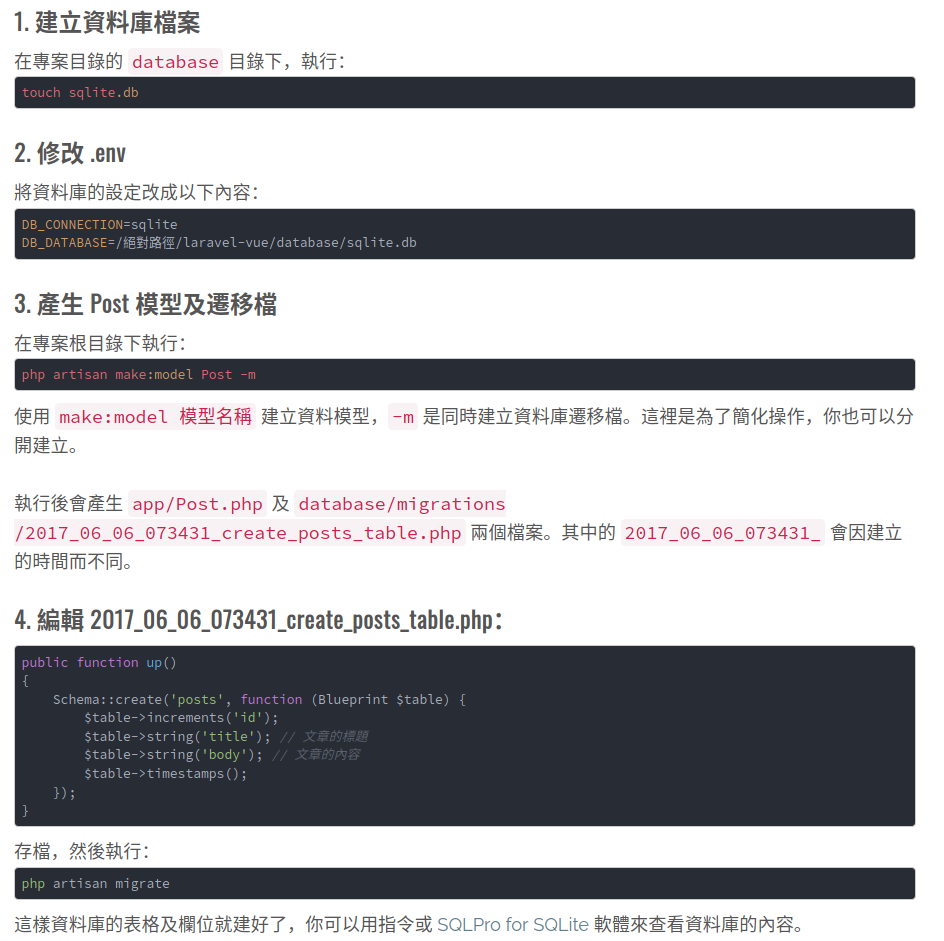 1. 建立資料庫檔案
在專案目錄的 database 目錄下，執行：
touch sqlite.db
2. 修改 .env
將資料庫的設定改成以下內容：
DB_CONNECTION=sqlite
DB_DATABASE=/絕對路徑/laravel-vue/database/sqlite.db
3. 產生 Post 模型及遷移檔
在專案根目錄下執行：
php artisan make:model Post -m
使用 make:model 模型名稱 建立資料模型，-m 是同時建立資料庫遷移檔。這裡是為了簡化操作，你也可以分
開建立。
執行後會產生 app/Post.php 及 database/migrations
/2017_06_06_073431_create_posts_table.php 兩個檔案。其中的 2017_06_06_073431_ 會因建立
的時間而不同。
4. 編輯 2017_06_06_073431_create_posts_table.php：
public function up()
{
    Schema::create('posts', function (Blueprint $table) {
        $table->increments('id');
        $table->string('title'); // 文章的標題
        $table->string('body'); // 文章的內容
        $table->timestamps();
    });
}
存檔，然後執行：
php artisan migrate
這樣資料庫的表格及欄位就建好了，你可以用指令或 SQLPro for SQLite 軟體來查看資料庫的內容。